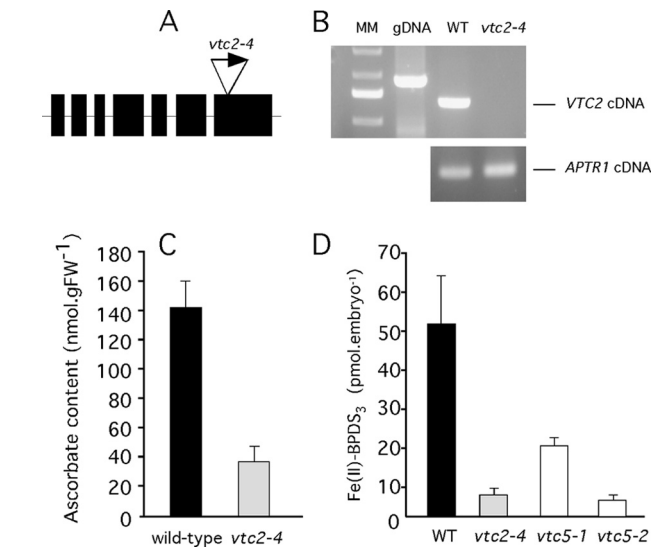 A
vtc2-4
B
MM gDNA WT vtc2-4
VTC2 cDNA
APTR1 cDNA
C
Ascorbate content (nmol.gFW⁻¹)
180
160
140
120
100
80
60
40
20
0
wild-type vtc2-4
D
Fe(II)-BPDS₃ (pmol.embryo⁻¹)
70
60
50
40
30
20
10
0
WT vtc2-4 vtc5-1 vtc5-2